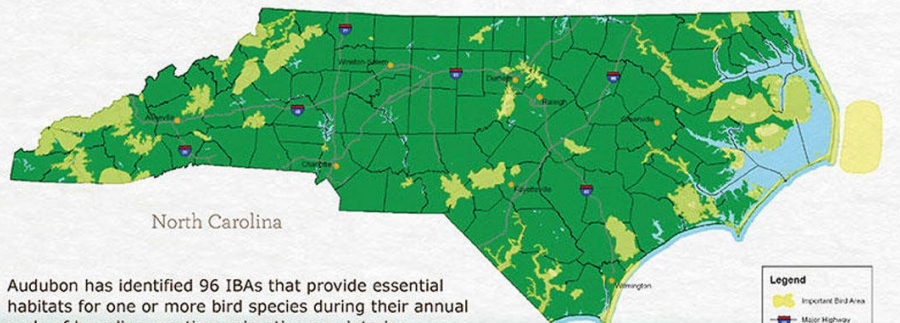 Winston-Salem
Durham
Raleigh
Asheville
Greenville
Charlotte
Fayetteville
North Carolina
Audubon has identified 96 IBAs that provide essential
habitats for one or more bird species during their annual
Wilmington
Legend
Important Bird Area
Major Highway